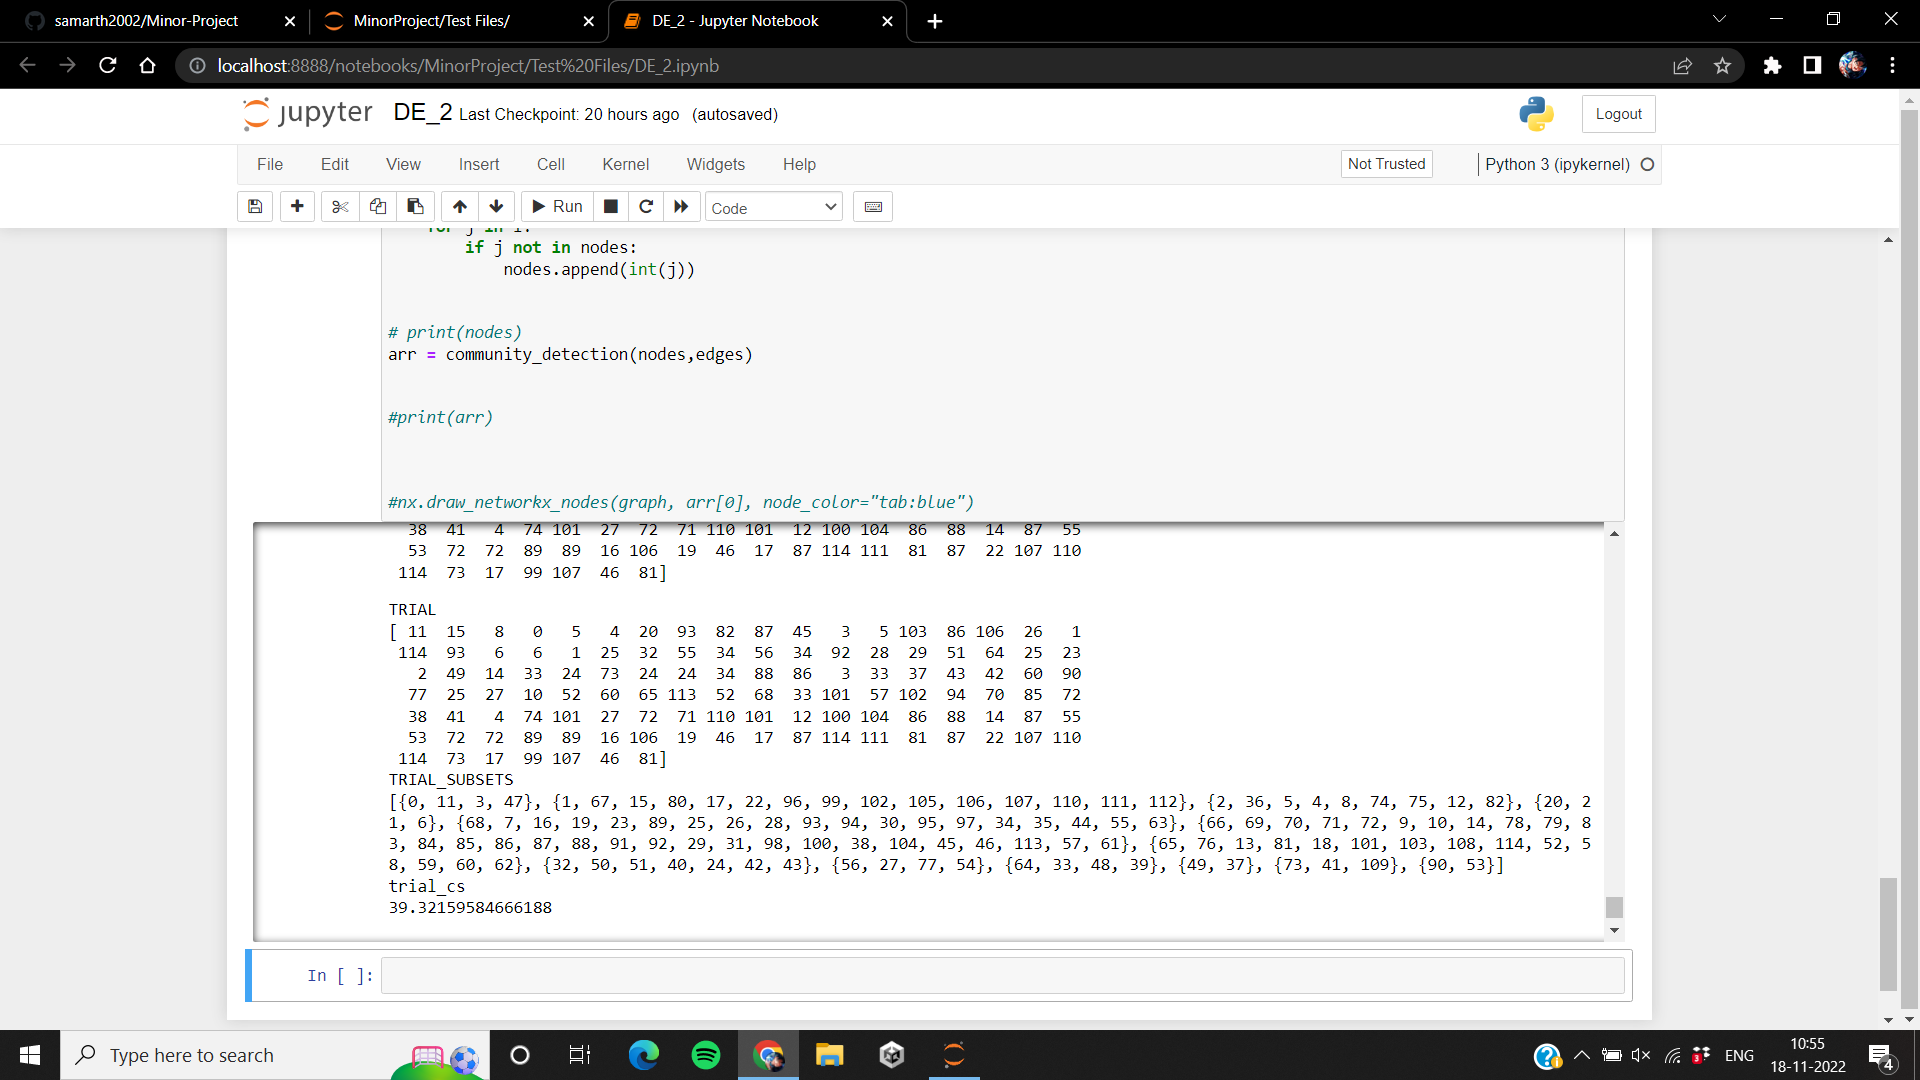 samarth2002/Minor-Project
MinorProject/Test Files/
DE_2 - Jupyter Notebook
localhost:8888/notebooks/MinorProject/Test%20Files/DE_2.ipynb
jupyter DE_2 Last Checkpoint: 20 hours ago (autosaved)
Logout
File Edit View Insert Cell Kernel Widgets Help
Not Trusted
Python 3 (ipykernel)
Run
Code
for j in i:
if j not in nodes:
nodes.append(int(j))
# print(nodes)
arr = community_detection(nodes,edges)
#print(arr)
#nx.draw_networkx_nodes(graph, arr[0], node_color="tab:blue")
38 41 4 74 101 27 72 71 110 101 12 100 104 86 88 14 87 55
53 72 72 89 89 16 106 19 46 17 87 114 111 81 87 22 107 110
114 73 17 99 107 46 81]
TRIAL
[ 11 15 8 0 5 4 20 93 82 87 45 3 5 103 86 106 26 1
114 93 6 6 1 25 32 55 34 56 34 92 28 29 51 64 25 23
2 49 14 33 24 73 24 24 34 88 86 3 33 37 43 42 60 90
77 25 27 10 52 60 65 113 52 68 33 101 57 102 94 70 85 72
38 41 4 74 101 27 72 71 110 101 12 100 104 86 88 14 87 55
53 72 72 89 89 16 106 19 46 17 87 114 111 81 87 22 107 110
114 73 17 99 107 46 81]
TRIAL_SUBSETS
[{0, 11, 3, 47}, {1, 67, 15, 80, 17, 22, 96, 99, 102, 105, 106, 107, 110, 111, 112}, {2, 36, 5, 4, 8, 74, 75, 12, 82}, {20, 2
1, 6}, {68, 7, 16, 19, 23, 89, 25, 26, 28, 93, 94, 30, 95, 97, 34, 35, 44, 55, 63}, {66, 69, 70, 71, 72, 9, 10, 14, 78, 79, 8
3, 84, 85, 86, 87, 88, 91, 92, 29, 31, 98, 100, 38, 104, 45, 46, 113, 57, 61}, {65, 76, 13, 81, 18, 101, 103, 108, 114, 52, 5
8, 59, 60, 62}, {32, 50, 51, 40, 24, 42, 43}, {56, 27, 77, 54}, {64, 33, 48, 39}, {49, 37}, {73, 41, 109}, {90, 53}]
trial_cs
39.32159584666188
In [ ]:
Type here to search
ENG
10:55
18-11-2022
3
4